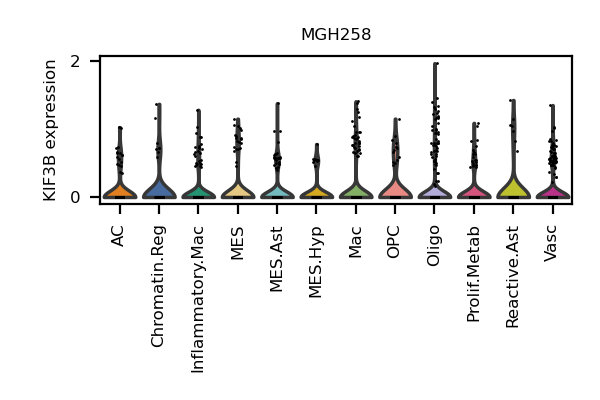 MGH258
KIF3B expression
2
0
AC
Chromatin.Reg
Inflammatory.Mac
MES
MES.Ast
MES.Hyp
Mac
OPC
Oligo
Prolif.Metab
Reactive.Ast
Vasc